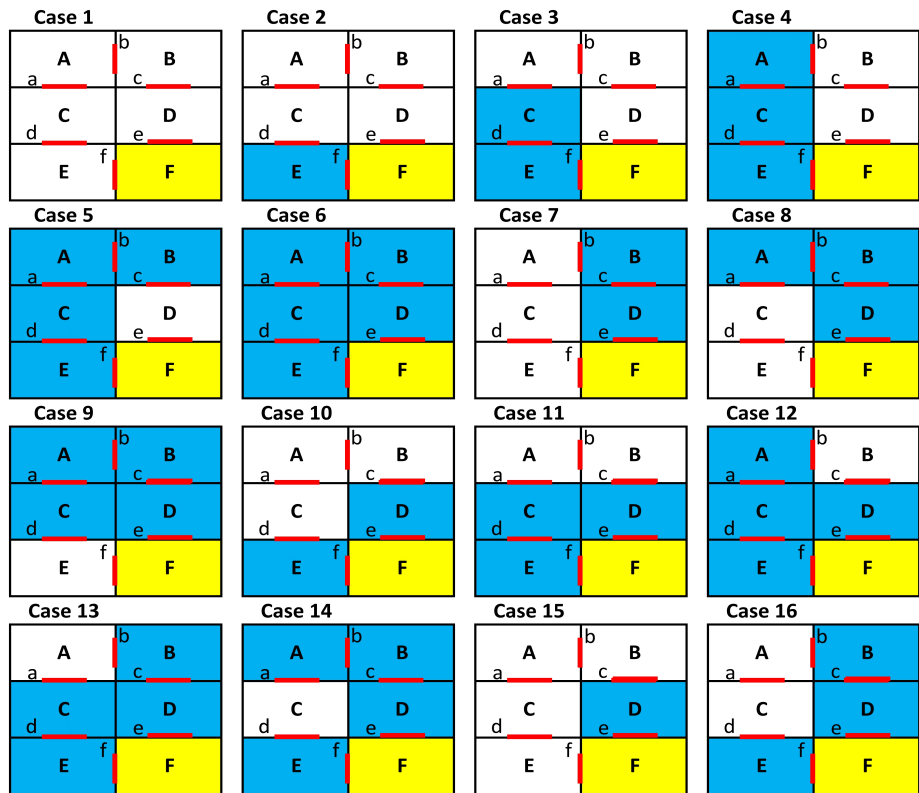 Case 1 Case 2 Case 3 Case 4
b b b b
A B A B A B A B
a c a c a c a c
C D C D C D C D
d e d e d e d e
f f f f
E F E F E F E F
Case 5 Case 6 Case 7 Case 8
b b b b
A B A B A B A B
a c a c a c a c
C D C D C D C D
d e d e d e d e
f f f f
E F E F E F E F
Case 9 Case 10 Case 11 Case 12
b b b b
A B A B A B A B
a c a c a c a c
C D C D C D C D
d e d e d e d e
f f f f
E F E F E F E F
Case 13 Case 14 Case 15 Case 16
b b b b
A B A B A B A B
a c a c a c a c
C D C D C D C D
d e d e d e d e
f f f f
E F E F E F E F